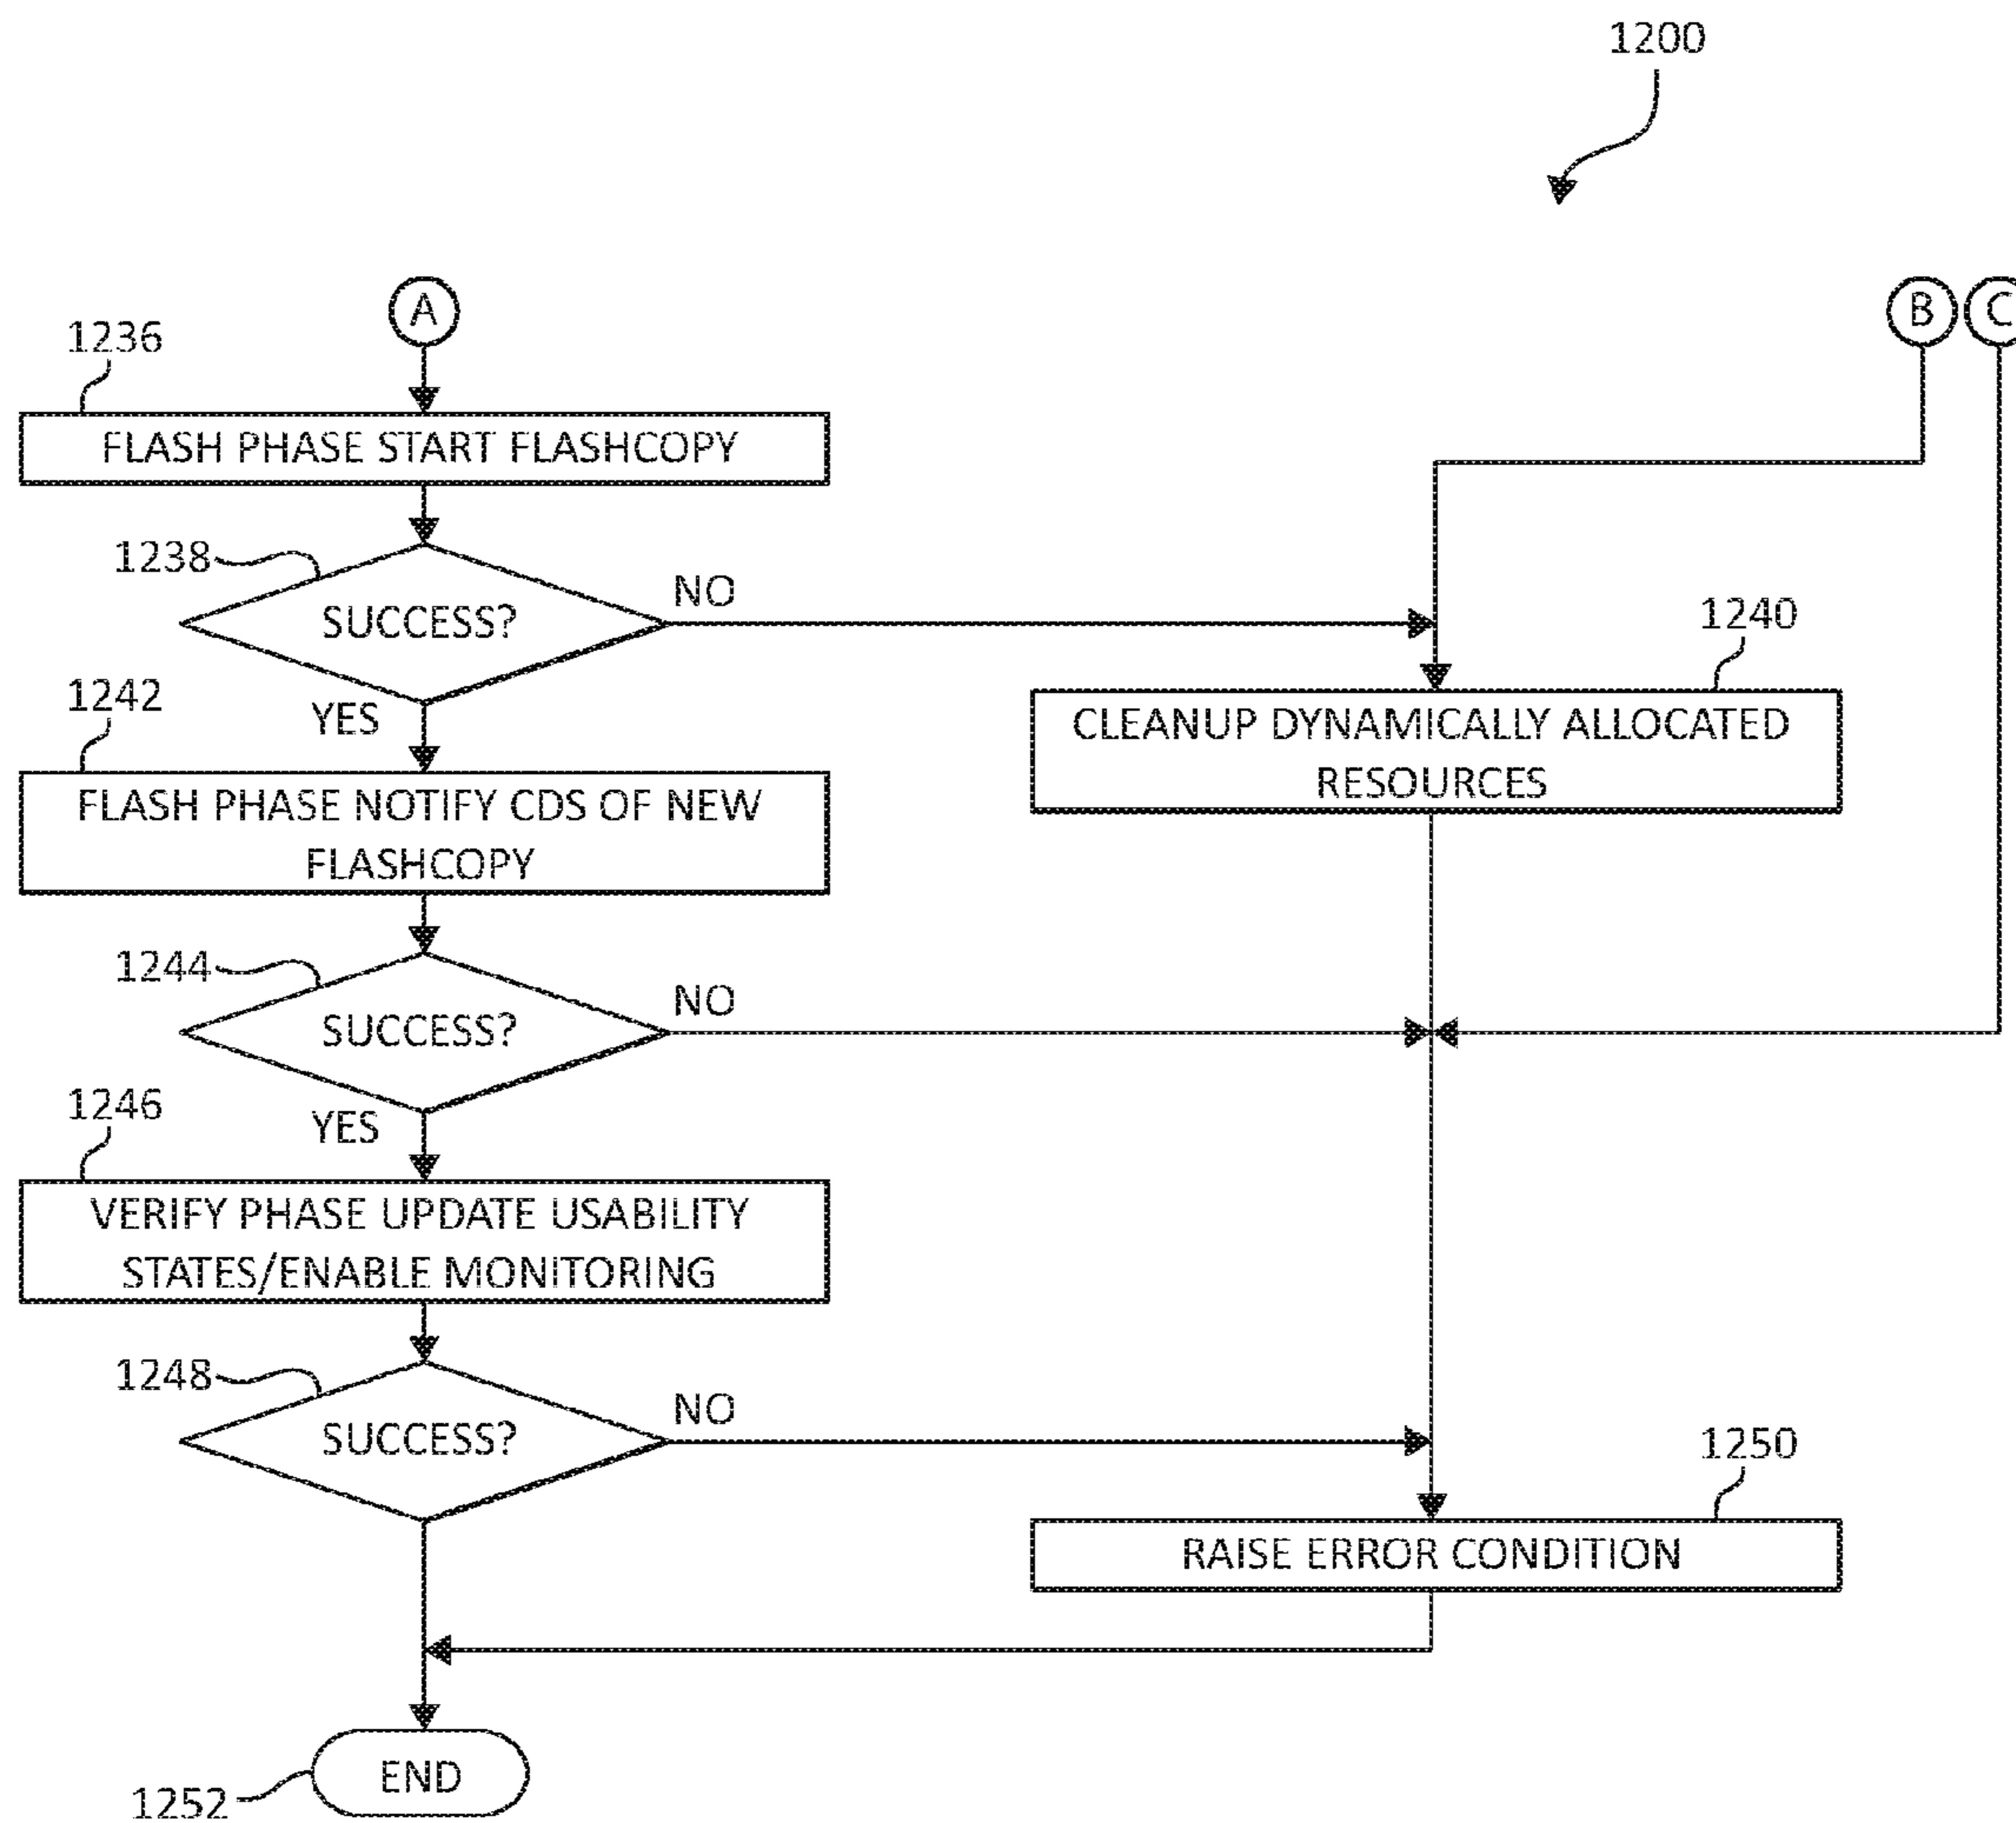 1200
A
B
C
1236
FLASH PHASE START FLASHCOPY
1238
SUCCESS?
NO
YES
1240
CLEANUP DYNAMICALLY ALLOCATED
RESOURCES
1242
FLASH PHASE NOTIFY CDS OF NEW
FLASHCOPY
1244
SUCCESS?
NO
YES
1246
VERIFY PHASE UPDATE USABILITY
STATES/ENABLE MONITORING
1248
SUCCESS?
NO
1250
RAISE ERROR CONDITION
END
1252